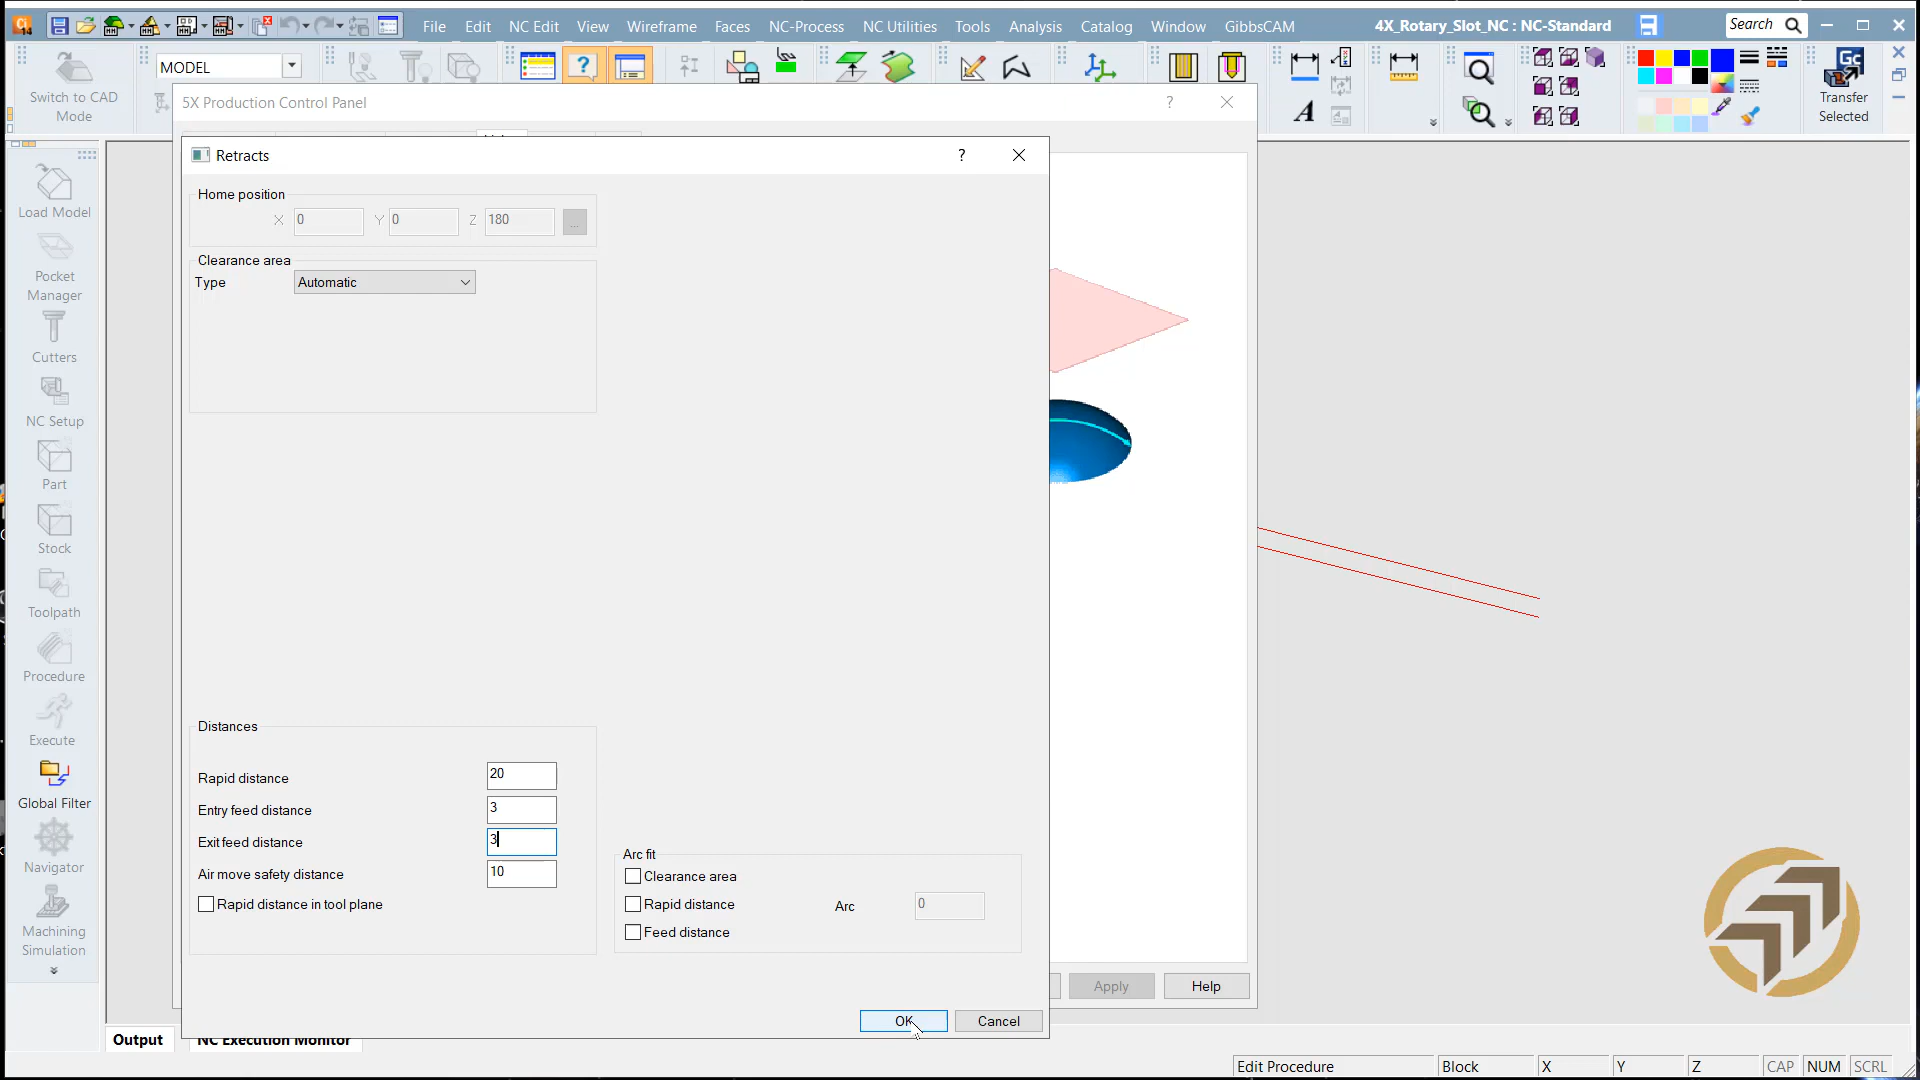 Ci
14
File Edit NC Edit View Wireframe Faces NC-Process NC Utilities Tools Analysis Catalog Window GibbsCAM
4X_Rotary_Slot_NC : NC-Standard
Search
Switch to CAD
Mode
MODEL
A
Gc
Transfer
Selected
5X Production Control Panel
?
Retracts
?
Home position
X 0 Y 0 Z 180 ...
Clearance area
Type Automatic
Load Model
Pocket
Manager
Cutters
NC Setup
Part
Stock
Toolpath
Procedure
Execute
Global Filter
Navigator
Machining
Simulation
Distances
Rapid distance 20
Entry feed distance 3
Exit feed distance 3
Air move safety distance 10
Rapid distance in tool plane
Arc fit
Clearance area
Rapid distance
Arc 0
Feed distance
Apply Help
OK Cancel
Output NC Execution Monitor
Edit Procedure Block X Y Z CAP NUM SCRL